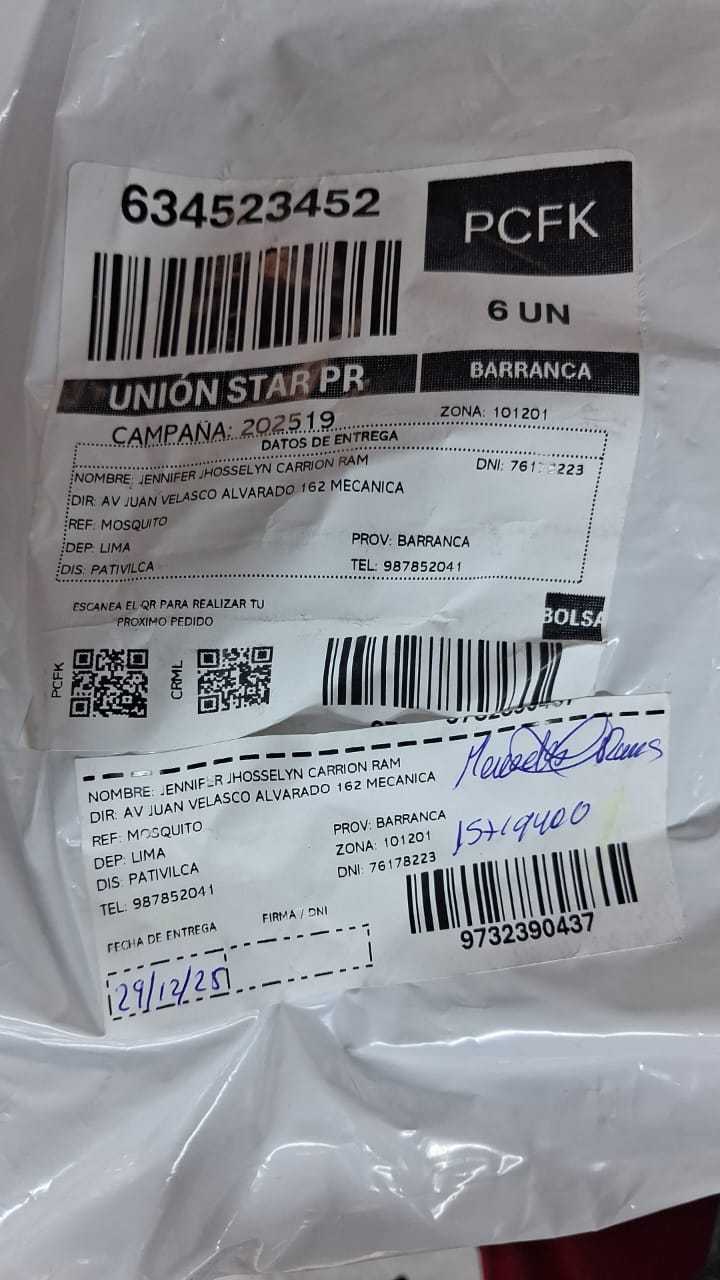 634523452
PCFK
6 UN
UNIÓN STAR PR
BARRANCA
CAMPAÑA: 202519
ZONA: 101201
DATOS DE ENTREGA
NOMBRE: JENNIFER JHOSSELYN CARRION RAM
DNI: 761 223
DIR: AV JUAN VELASCO ALVARADO 162 MECANICA
REF: MOSQUITO
DEP: LIMA
PROV: BARRANCA
DIS: PATIVILCA
TEL: 987852041
ESCANEA EL QR PARA REALIZAR TU
PROXIMO PEDIDO
BOLSA
PCFK
CRML
NOMBRE: JENNIFER JHOSSELYN CARRION RAM
DIR: AV JUAN VELASCO ALVARADO 162 MECANICA
REF: MOSQUITO
PROV: BARRANCA
DEP: LIMA
ZONA: 101201
DIS: PATIVILCA
DNI: 76178223
TEL: 987852041
FECHA DE ENTREGA
FIRMA / DNI
9732390437
29/12/25